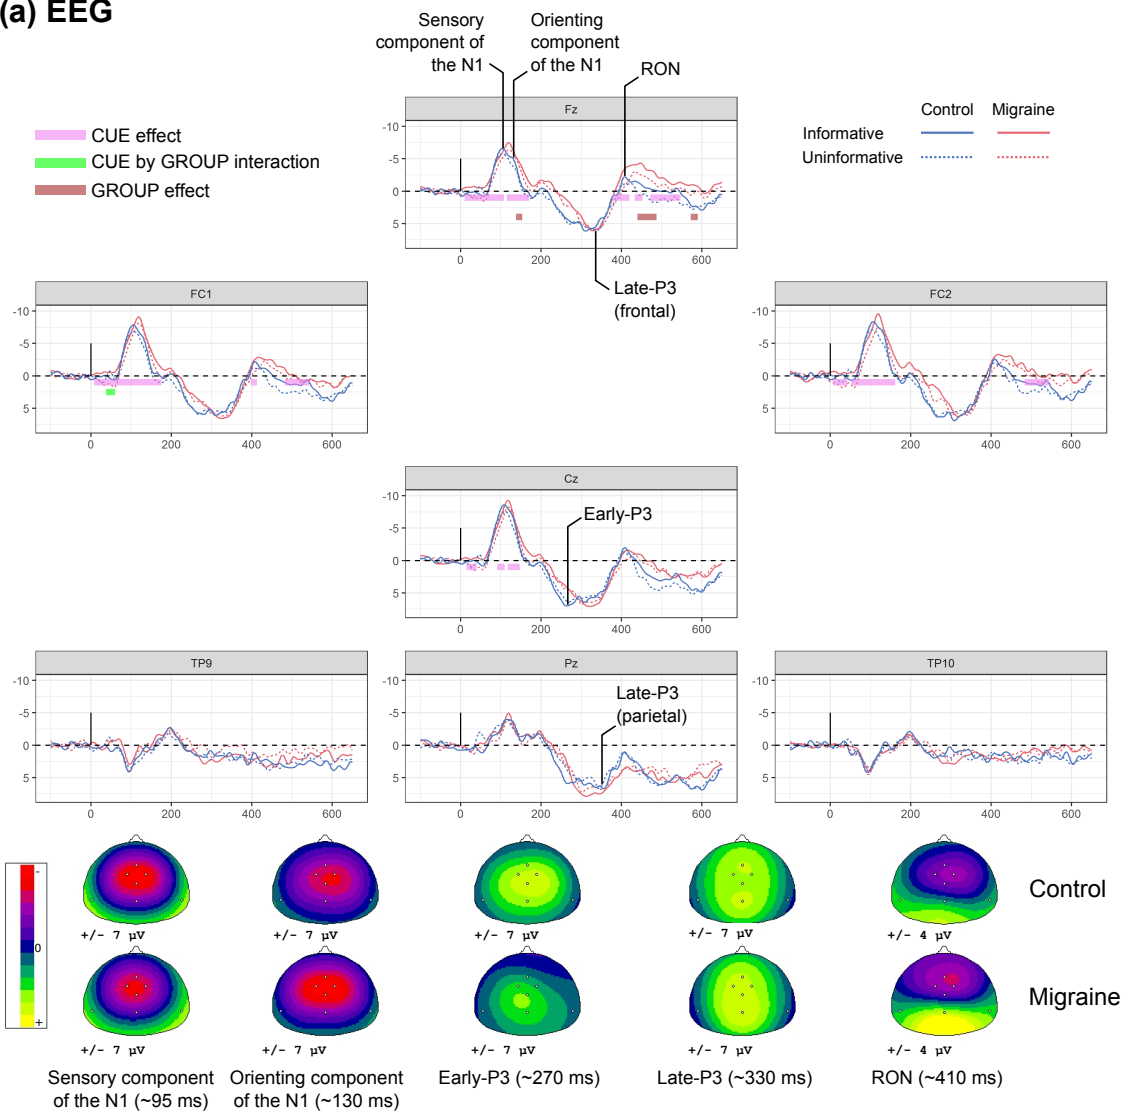 (a) EEG
Sensory
component of
the N1
Orienting
component
of the N1
RON
CUE effect
CUE by GROUP interaction
GROUP effect
Control Migraine
Informative
Uninformative
Fz
-10
-5
0
5
0 200 400 600
Late-P3
(frontal)
FC1
-10
-5
0
5
0 200 400 600
FC2
-10
-5
0
5
0 200 400 600
Cz
-10
-5
0
5
0 200 400 600
Early-P3
TP9
-10
-5
0
5
0 200 400 600
Pz
-10
-5
0
5
0 200 400 600
Late-P3
(parietal)
TP10
-10
-5
0
5
0 200 400 600
-
0
+
Control
+/- 7 µV +/- 7 µV +/- 7 µV +/- 7 µV +/- 4 µV
Migraine
+/- 7 µV +/- 7 µV +/- 7 µV +/- 7 µV +/- 4 µV
Sensory component
of the N1 (~95 ms)
Orienting component
of the N1 (~130 ms)
Early-P3 (~270 ms)
Late-P3 (~330 ms)
RON (~410 ms)